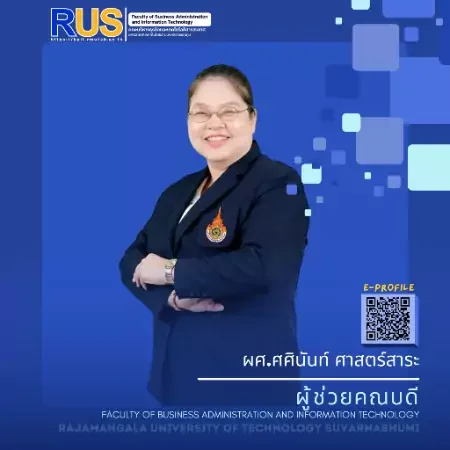 RUS
Faculty of Business Administration
and Information Technology
E-PROFILE
ผศ.ศศินันท์ ศาสตร์สาระ
ผู้ช่วยคณบดี
FACULTY OF BUSINESS ADMINISTRATION AND INFORMATION TECHNOLOGY
RAJAMANGALA UNIVERSITY OF TECHNOLOGY SUVARNABHUMI